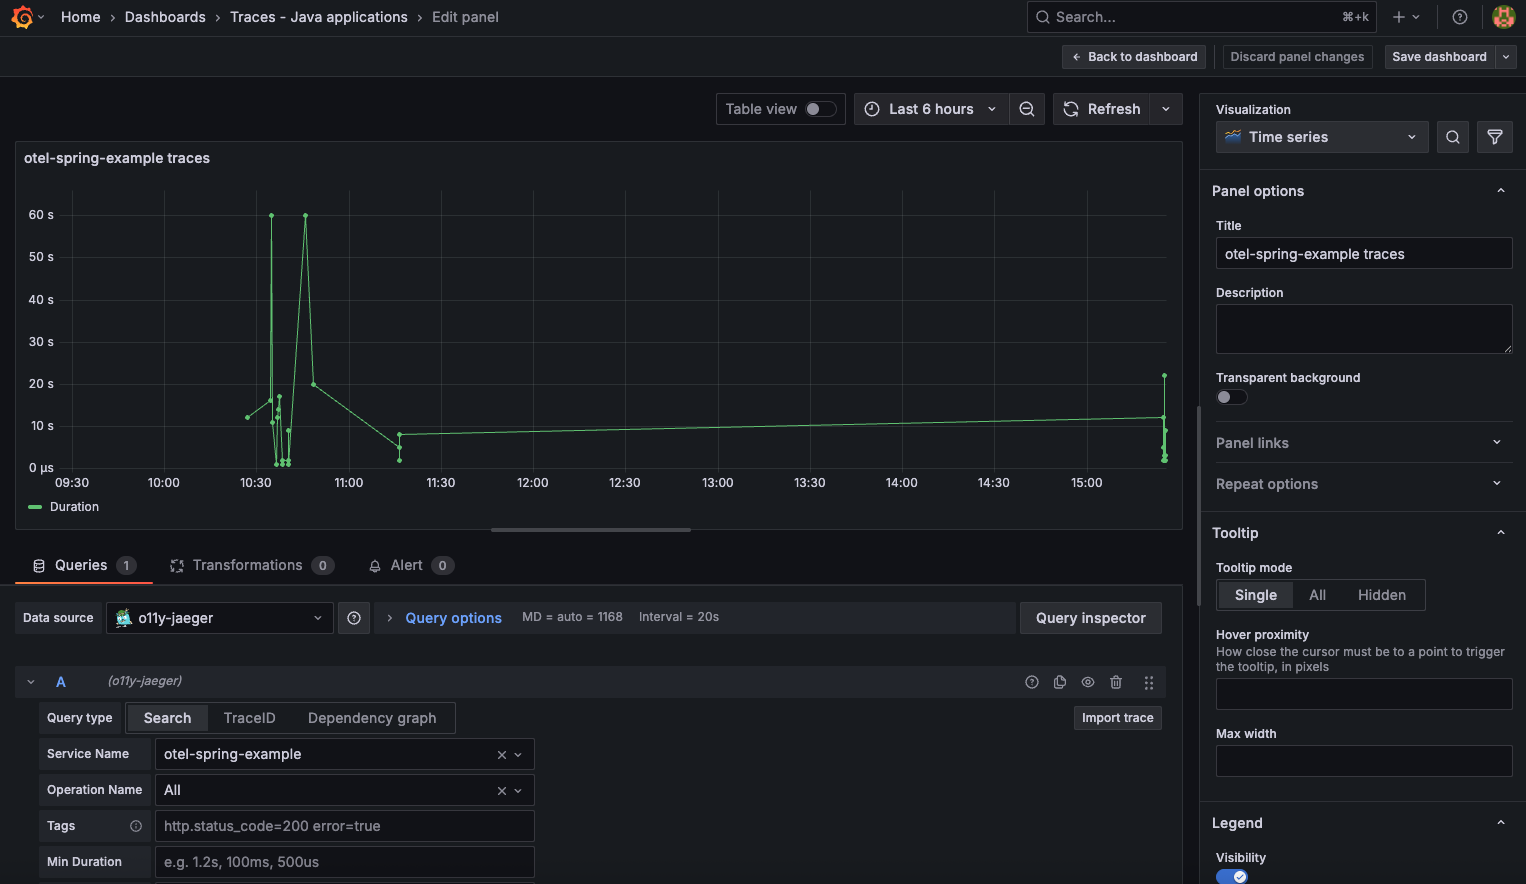 Home › Dashboards › Traces - Java applications › Edit panel
Search... ⌘+k
← Back to dashboard
Discard panel changes
Save dashboard
Table view
Last 6 hours
Refresh
otel-spring-example traces
60 s
50 s
40 s
30 s
20 s
10 s
0 µs
09:30 10:00 10:30 11:00 11:30 12:00 12:30 13:00 13:30 14:00 14:30 15:00
Duration
Queries 1
Transformations 0
Alert 0
Data source
o11y-jaeger
Query options
MD = auto = 1168
Interval = 20s
Query inspector
A (o11y-jaeger)
Query type
Search
TraceID
Dependency graph
Import trace
Service Name
otel-spring-example
Operation Name
All
Tags
http.status_code=200 error=true
Min Duration
e.g. 1.2s, 100ms, 500us
Visualization
Time series
Panel options
Title
otel-spring-example traces
Description
Transparent background
Panel links
Repeat options
Tooltip
Tooltip mode
Single
All
Hidden
Hover proximity
How close the cursor must be to a point to trigger
the tooltip, in pixels
Max width
Legend
Visibility